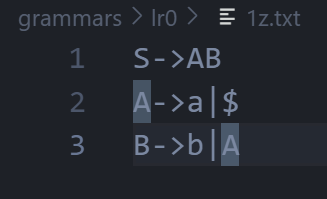 grammars > lr0 > 1z.txt
1 S->AB
2 A->a|$
3 B->b|A